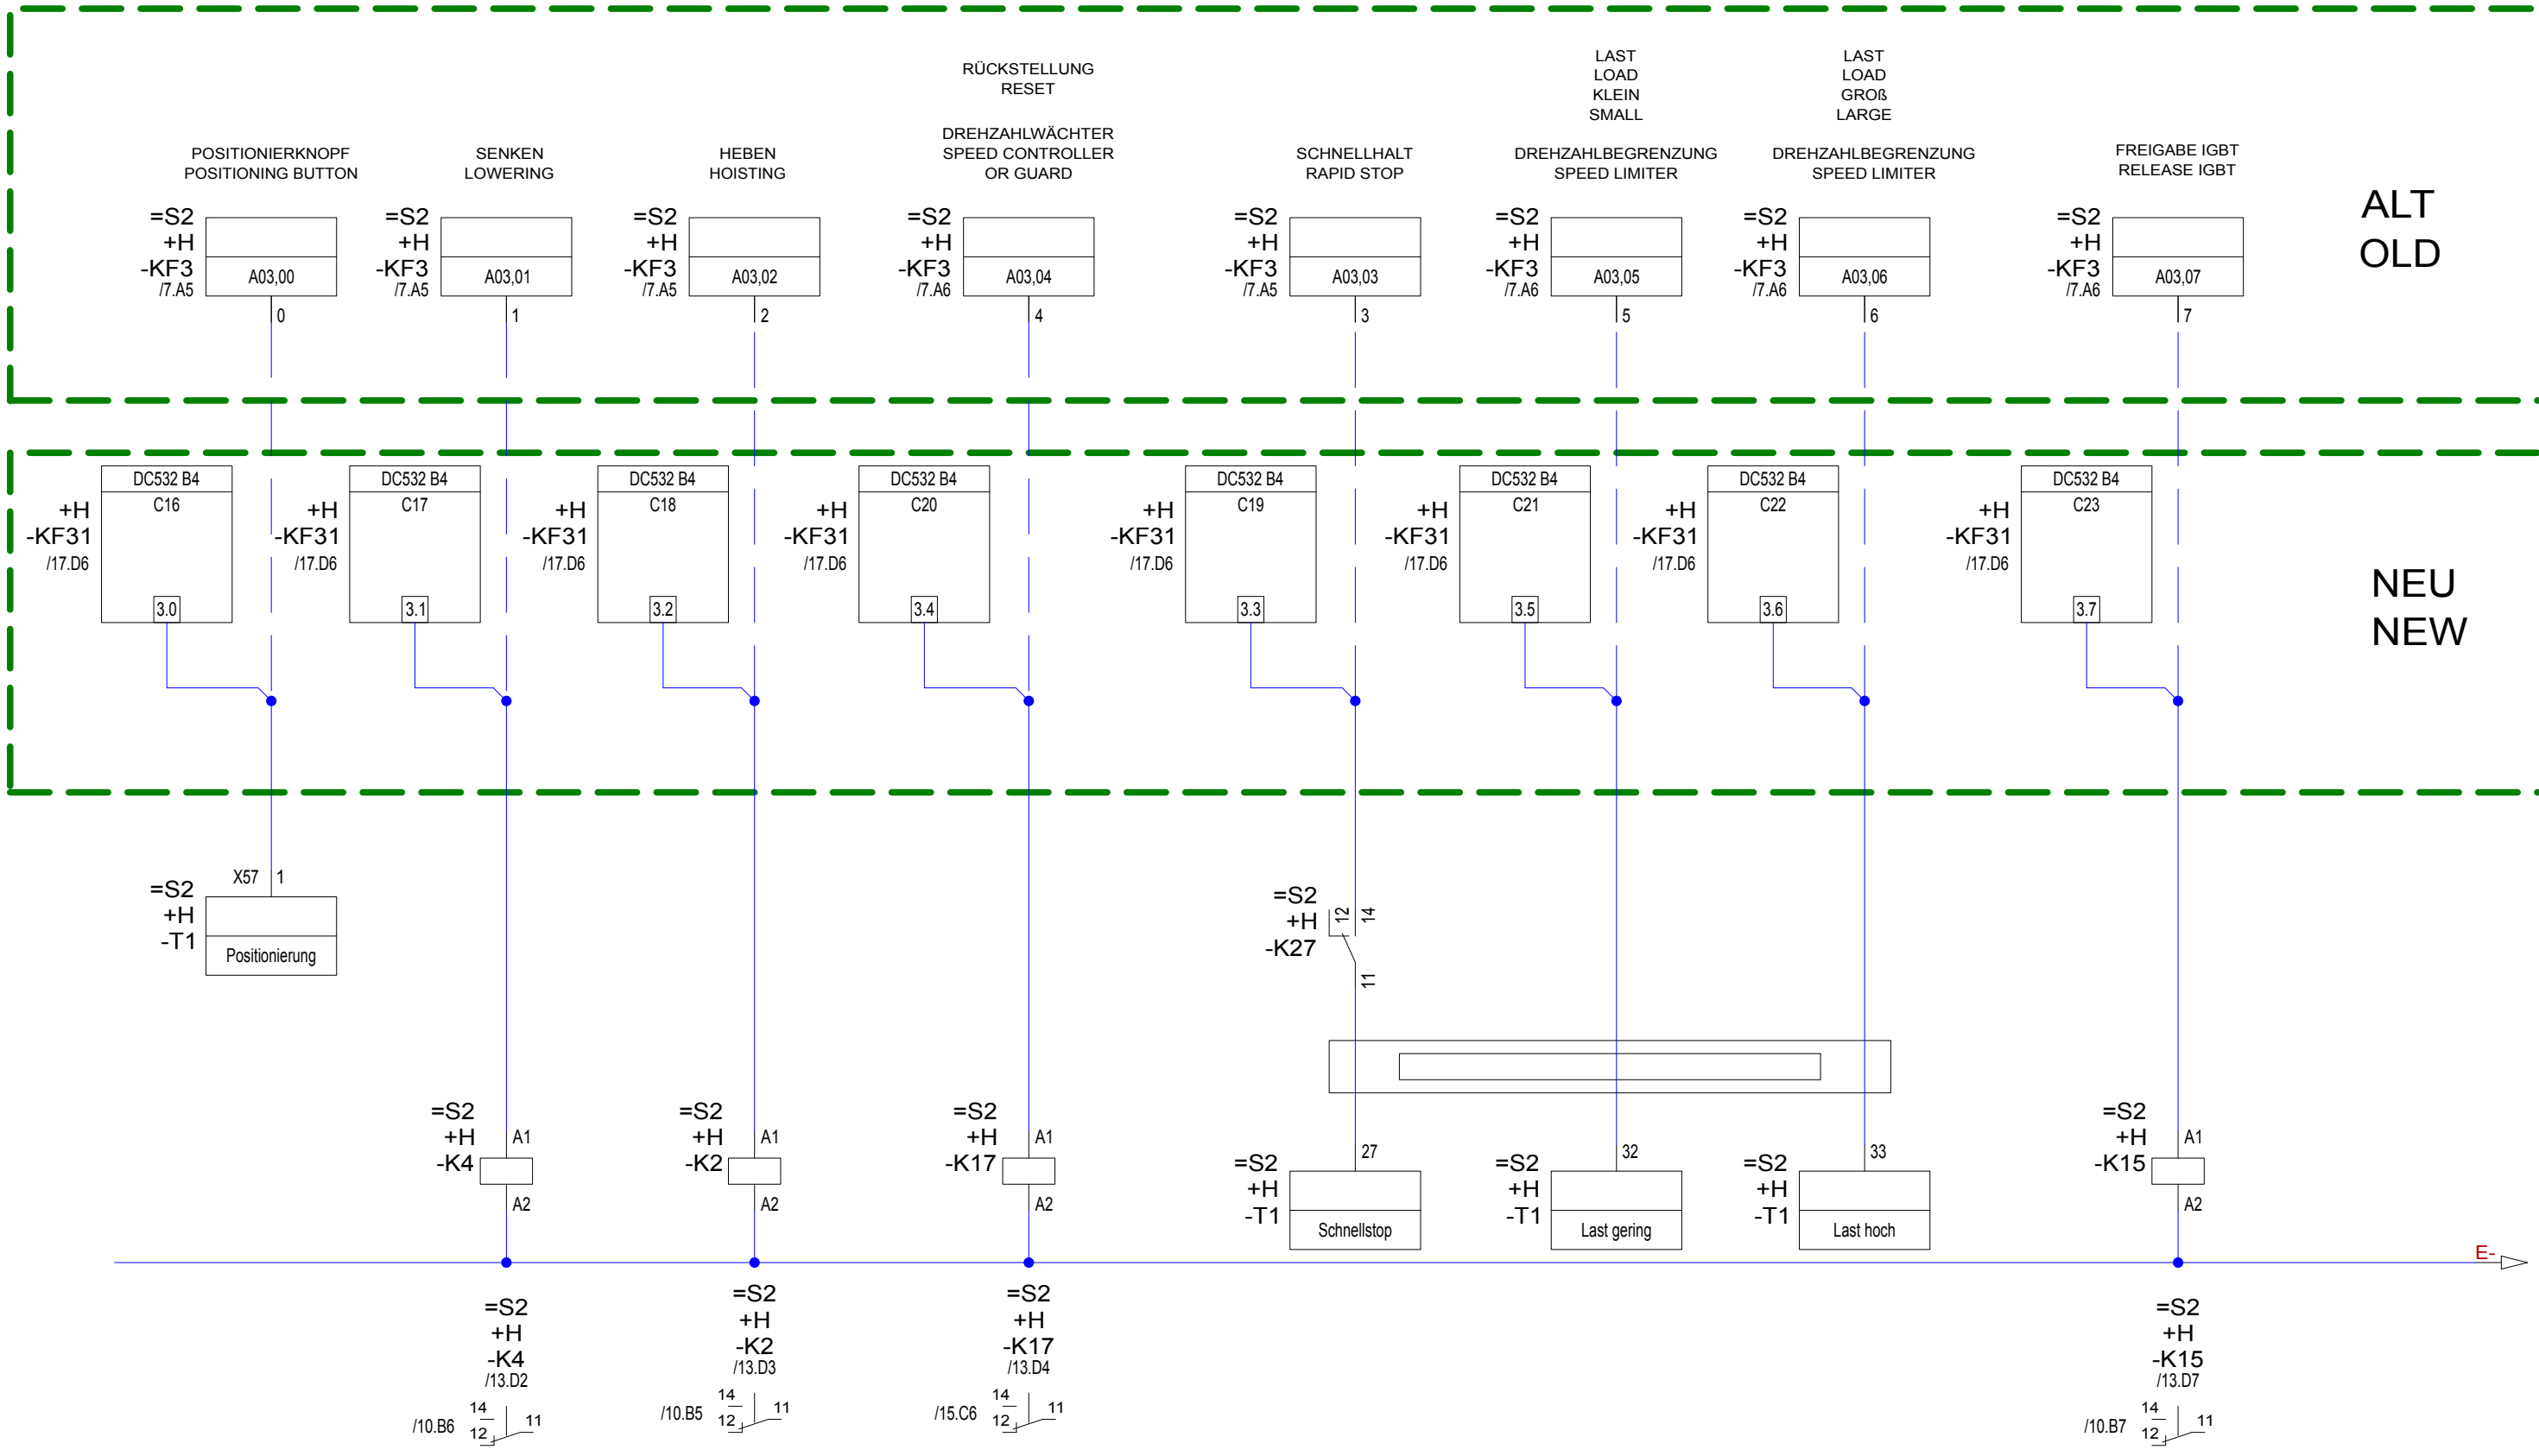 RÜCKSTELLUNG
RESET
DREHZAHLWÄCHTER
SPEED CONTROLLER
OR GUARD
LAST
LOAD
KLEIN
SMALL
DREHZAHLBEGRENZUNG
SPEED LIMITER
LAST
LOAD
GROß
LARGE
DREHZAHLBEGRENZUNG
SPEED LIMITER
POSITIONIERKNOPF
POSITIONING BUTTON
SENKEN
LOWERING
HEBEN
HOISTING
SCHNELLHALT
RAPID STOP
FREIGABE IGBT
RELEASE IGBT
ALT
OLD
=S2
+H
-KF3
/7.A5
A03,00
0
=S2
+H
-KF3
/7.A5
A03,01
1
=S2
+H
-KF3
/7.A5
A03,02
2
=S2
+H
-KF3
/7.A6
A03,04
4
=S2
+H
-KF3
/7.A5
A03,03
3
=S2
+H
-KF3
/7.A6
A03,05
5
=S2
+H
-KF3
/7.A6
A03,06
6
=S2
+H
-KF3
/7.A6
A03,07
7
NEU
NEW
+H
-KF31
/17.D6
DC532 B4
C16
3.0
+H
-KF31
/17.D6
DC532 B4
C17
3.1
+H
-KF31
/17.D6
DC532 B4
C18
3.2
+H
-KF31
/17.D6
DC532 B4
C20
3.4
+H
-KF31
/17.D6
DC532 B4
C19
3.3
+H
-KF31
/17.D6
DC532 B4
C21
3.5
+H
-KF31
/17.D6
DC532 B4
C22
3.6
+H
-KF31
/17.D6
DC532 B4
C23
3.7
X57 1
=S2
+H
-T1
Positionierung
=S2
+H
-K27
12
14
11
=S2
+H
-K4
A1
A2
=S2
+H
-K2
A1
A2
=S2
+H
-K17
A1
A2
=S2
+H
-T1
27
Schnellstop
=S2
+H
-T1
32
Last gering
=S2
+H
-T1
33
Last hoch
=S2
+H
-K15
A1
A2
E-
=S2
+H
-K4
/13.D2
/10.B6
14
12
11
=S2
+H
-K2
/13.D3
/10.B5
14
12
11
=S2
+H
-K17
/13.D4
/15.C6
14
12
11
=S2
+H
-K15
/13.D7
/10.B7
14
12
11